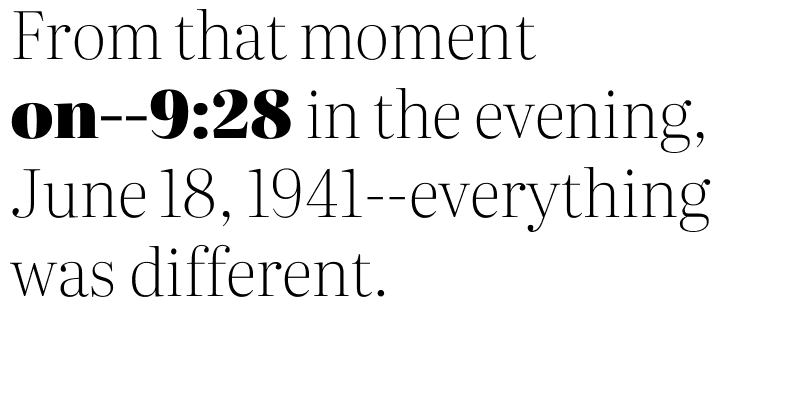 From that moment
on--9:28 in the evening,
June 18, 1941--everything
was different.